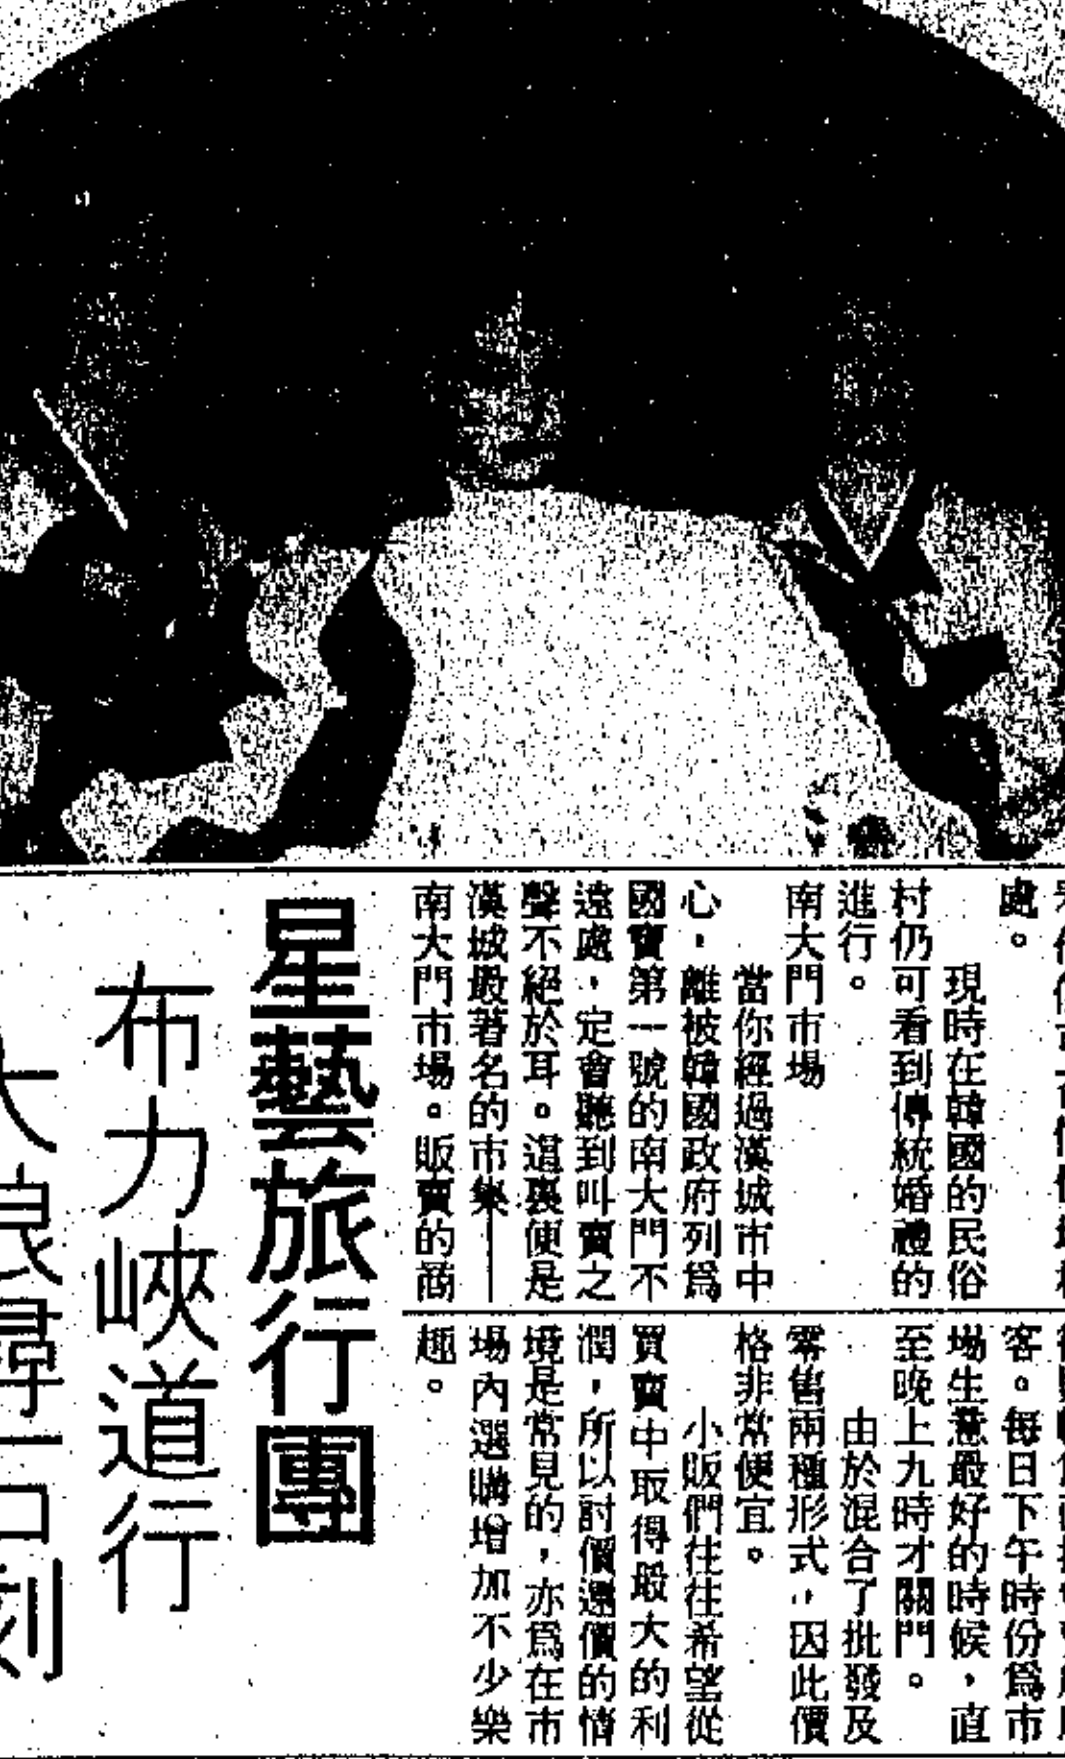 處。
現時在韓國的民俗
村仍可看到傳統婚禮的
進行。
南大門市場
當你經過漢城市中
心，離被韓國政府列爲
國寶第一號的南大門不
遠處，定會聽到叫賣之
聲不絕於耳。這裏便是
漢城最著名的市集——
南大門市場。販賣的商
客。每日下午時份爲市
場生意最好的時候，直
至晚上九時才關門。
由於混合了批發及
零售兩種形式，因此價
格非常便宜。
小販們往往希望從
買賣中取得最大的利
潤，所以討價還價的情
境是常見的，亦爲在市
場內選購增加不少樂
趣。
星藝旅行團
布力峽道行